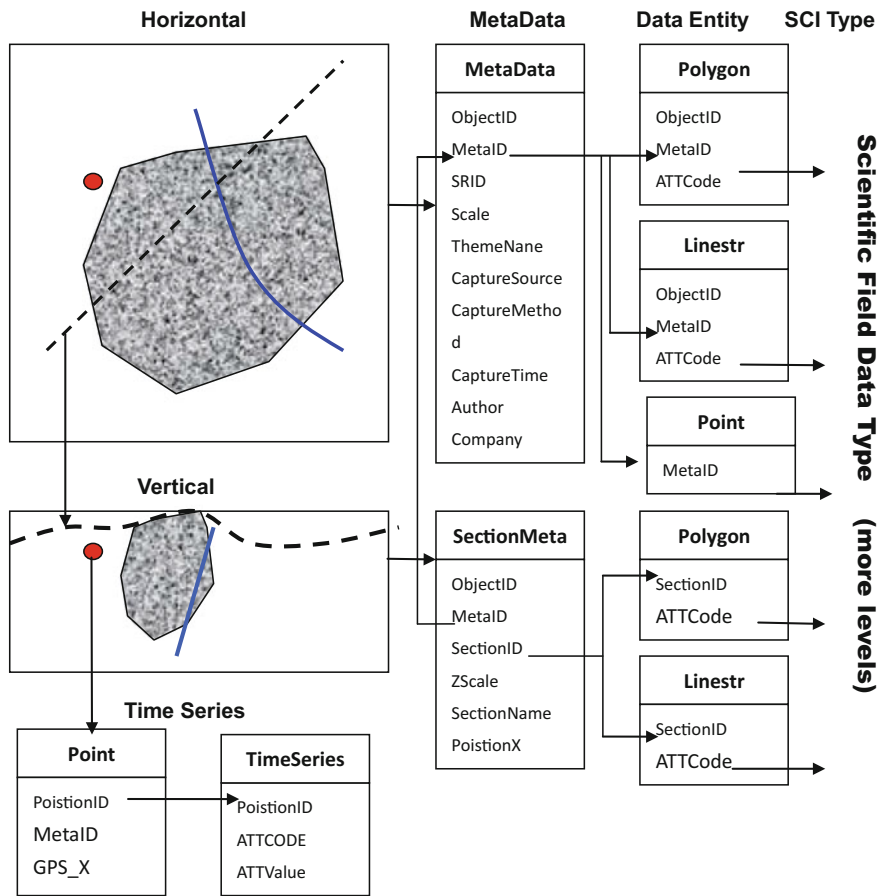 Horizontal
MetaData
Data Entity
SCI Type
MetaData
ObjectID
MetaID
SRID
Scale
ThemeNane
CaptureSource
CaptureMetho
d
CaptureTime
Author
Company
Polygon
ObjectID
MetaID
ATTCode
Linestr
ObjectID
MetaID
ATTCode
Point
MetaID
Scientific Field Data Type (more levels)
Vertical
SectionMeta
ObjectID
MetaID
SectionID
ZScale
SectionName
PoistionX
Polygon
SectionID
ATTCode
Linestr
SectionID
ATTCode
Time Series
Point
PoistionID
MetaID
GPS_X
TimeSeries
PoistionID
ATTCODE
ATTValue